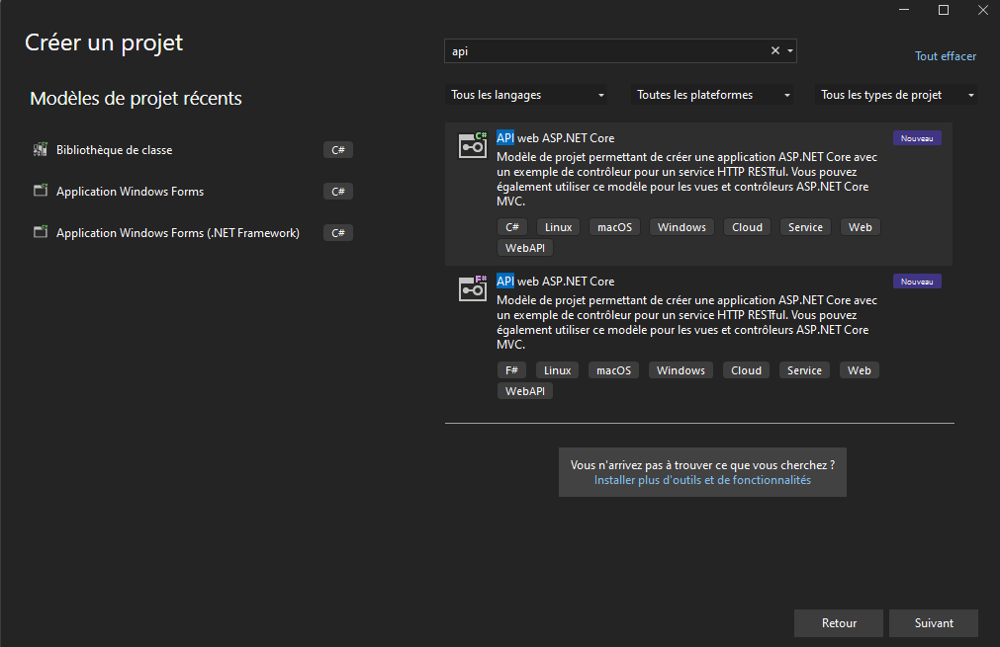 Créer un projet
Modèles de projet récents
Bibliothèque de classe
C#
Application Windows Forms
C#
Application Windows Forms (.NET Framework)
C#
api
Tout effacer
Tous les langages
Toutes les plateformes
Tous les types de projet
C#
API web ASP.NET Core
Nouveau
Modèle de projet permettant de créer une application ASP.NET Core avec
un exemple de contrôleur pour un service HTTP RESTful. Vous pouvez
également utiliser ce modèle pour les vues et contrôleurs ASP.NET Core
MVC.
C# Linux macOS Windows Cloud Service Web
WebAPI
F#
API web ASP.NET Core
Nouveau
Modèle de projet permettant de créer une application ASP.NET Core avec
un exemple de contrôleur pour un service HTTP RESTful. Vous pouvez
également utiliser ce modèle pour les vues et contrôleurs ASP.NET Core
MVC.
F# Linux macOS Windows Cloud Service Web
WebAPI
Vous n'arrivez pas à trouver ce que vous cherchez ?
Installer plus d'outils et de fonctionnalités
Retour
Suivant